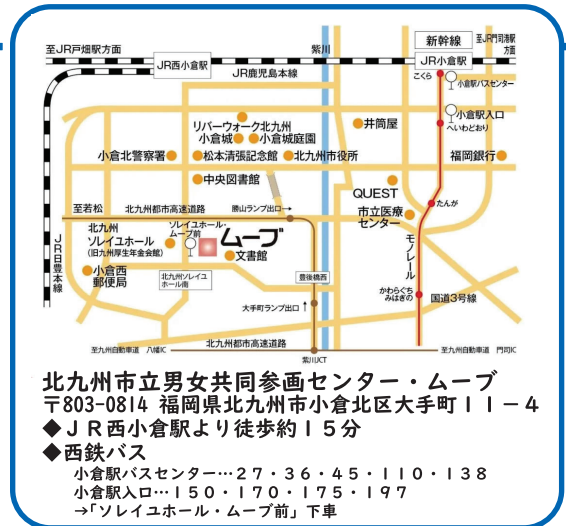 至JR戸畑駅方面
紫川
新幹線
至JR門司港駅
方面
JR西小倉駅
JR小倉駅
JR鹿児島本線
こくら
小倉駅バスセンター
小倉駅入口
へいわどおり
リバーウォーク北九州
井筒屋
小倉城
小倉城庭園
小倉北警察署
松本清張記念館
北九州市役所
福岡銀行
中央図書館
QUEST
至若松
北九州都市高速道路
勝山ランプ出口→
市立医療
センター
たんが
北九州
ソレイユホール
(旧九州厚生年金会館)
ソレイユホール・
ムーブ前
ムーブ
文書館
モノレール
JR日豊本線
小倉西
郵便局
北九州ソレイユ
ホール南
豊後橋西
かわらぐち
みはぎの
国道3号線
大手町ランプ出口↑
北九州都市高速道路
至北九州自動車道 八幡IC
紫川JCT
至北九州自動車道 門司IC
北九州市立男女共同参画センター・ムーブ
〒803-0814 福岡県北九州市小倉北区大手町11−4
◆JR西小倉駅より徒歩約15分
◆西鉄バス
小倉駅バスセンター…27・36・45・110・138
小倉駅入口…150・170・175・197
→「ソレイユホール・ムーブ前」下車